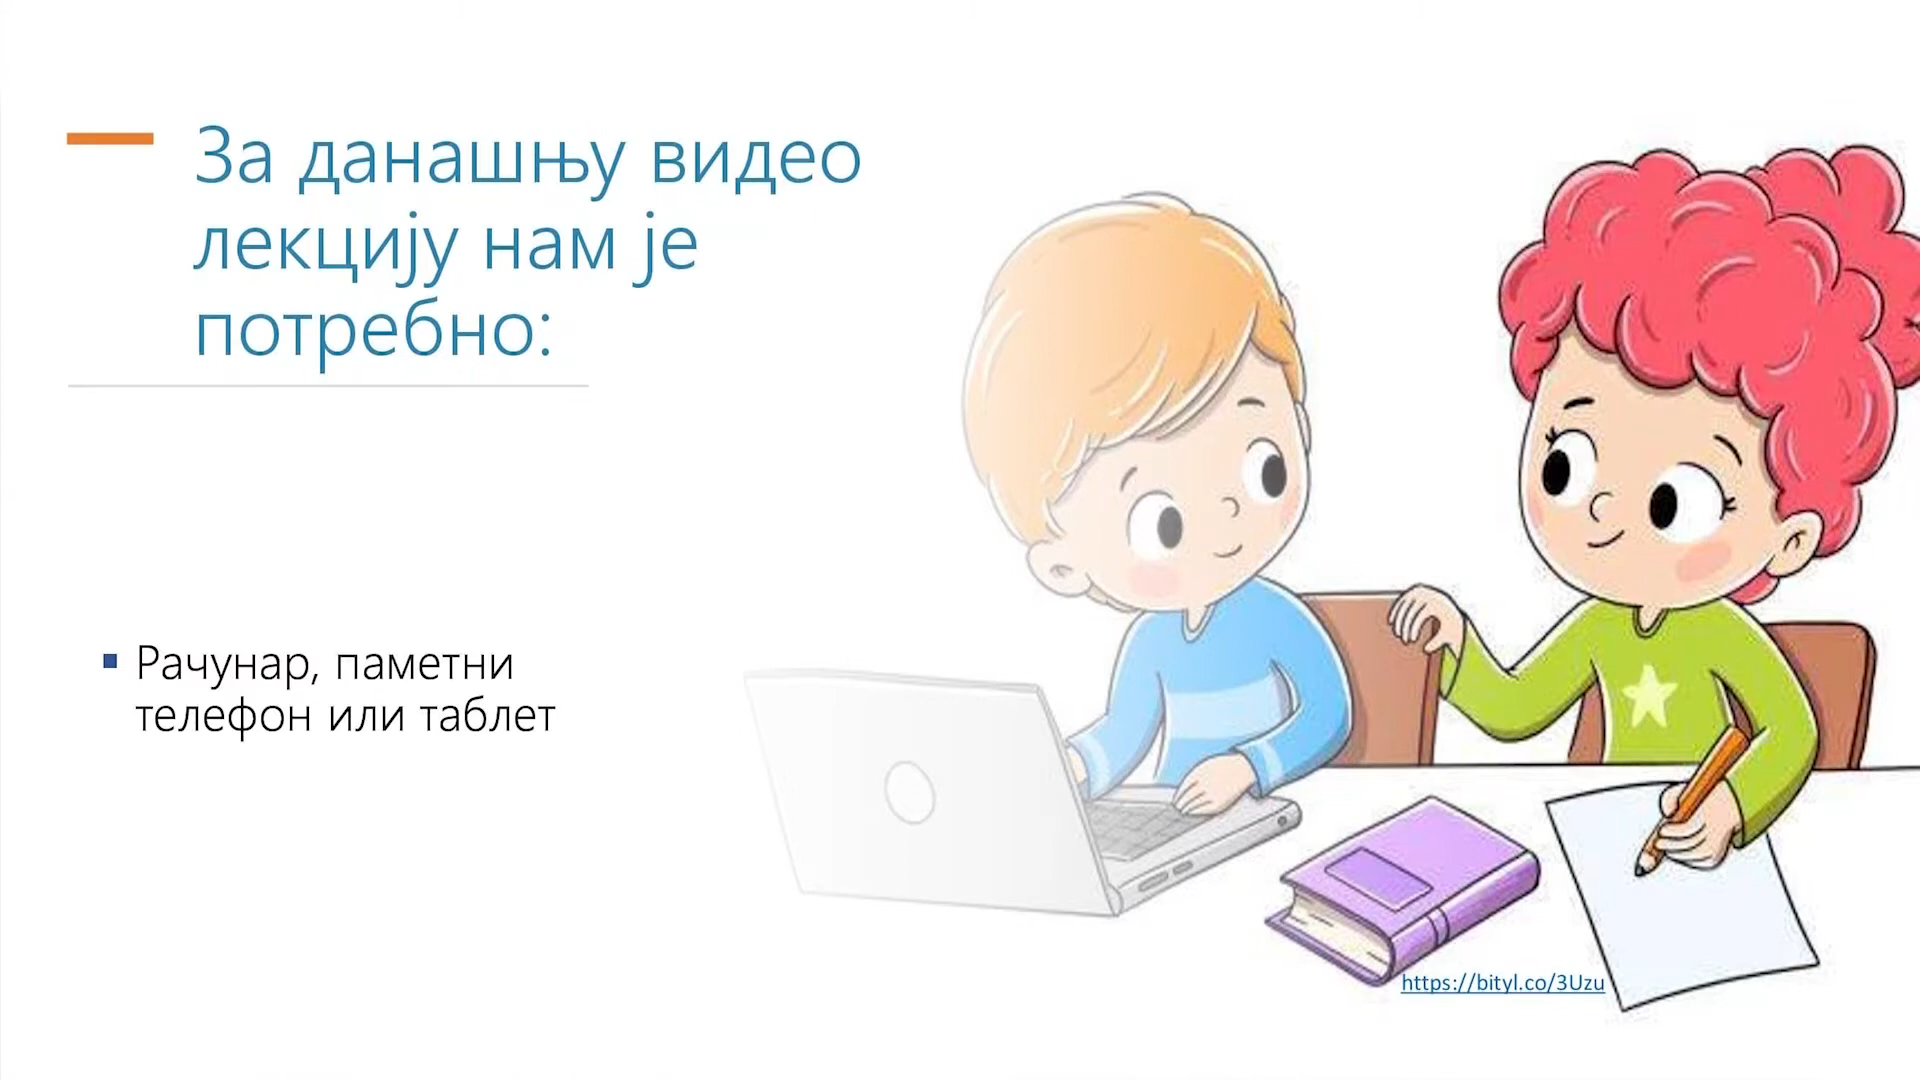 За данашњу видео
лекцију нам је
потребно:
Рачунар, паметни
телефон или таблет
https://bityl.co/3Uzu